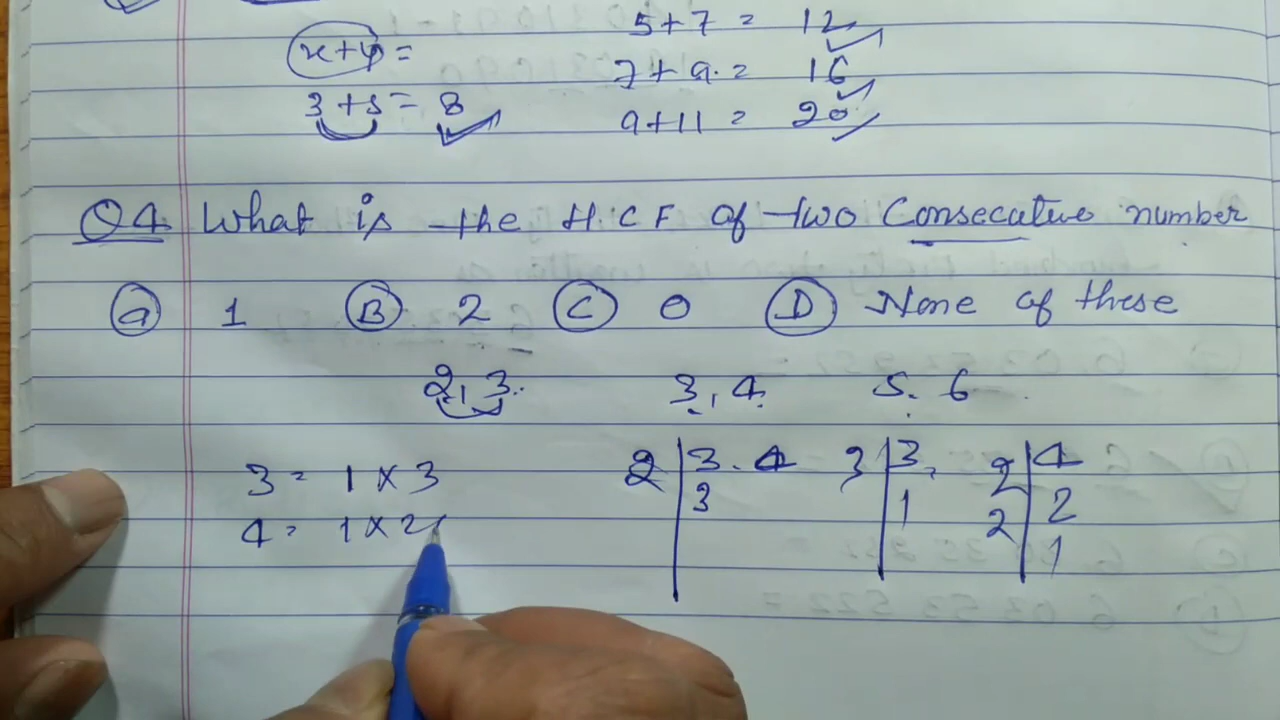 5+7 = 12
x+y =
7+9 = 16
3+5 = 8
9+11 = 20
Q4 What is the H.C.F of two Consecutive number
a 1 B 2 C 0 D None of these
2, 3. 3, 4 5. 6
3 = 1 × 3
4 = 1 × 2
2 3. 4
3
3 3,
1
2 4
2 2
1